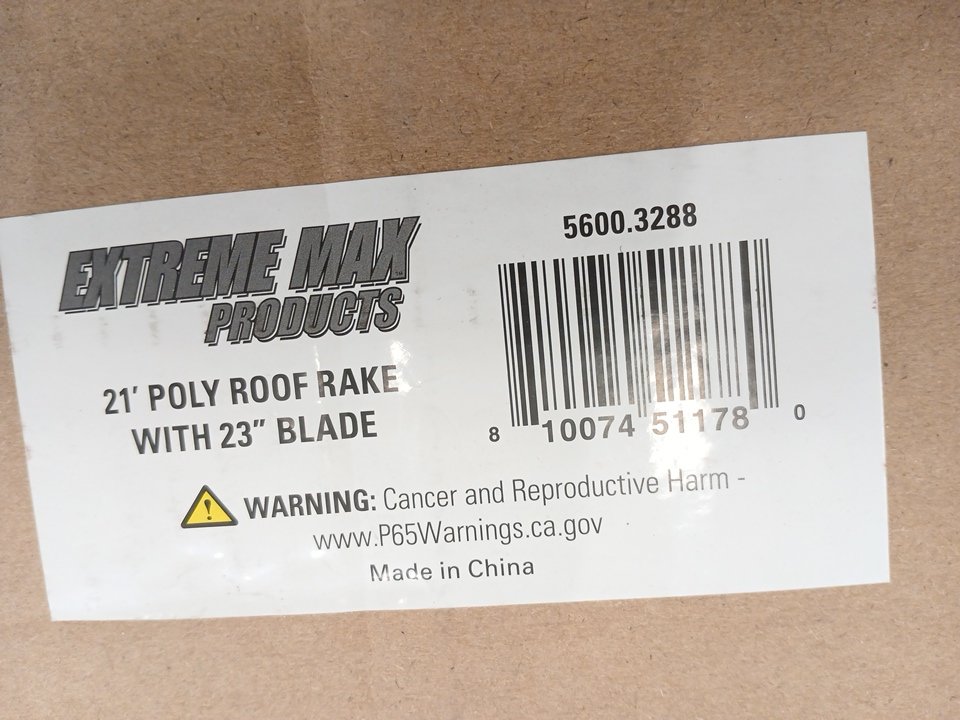 EXTREME MAX™
PRODUCTS
21' POLY ROOF RAKE
WITH 23" BLADE
5600.3288
8 10074 51178 0
WARNING: Cancer and Reproductive Harm -
www.P65Warnings.ca.gov
Made in China